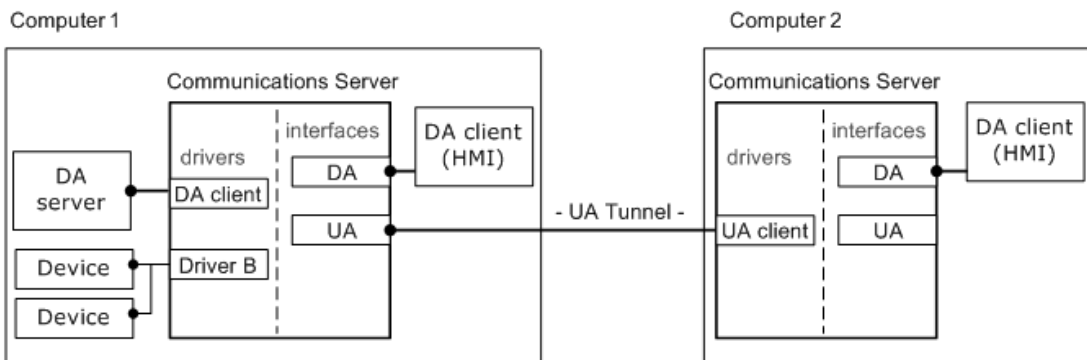 Computer 1
Computer 2
Communications Server
Communications Server
interfaces
DA client
(HMI)
interfaces
DA client
(HMI)
drivers
drivers
DA
server
DA client
DA
DA
- UA Tunnel -
UA
UA client
UA
Device
Driver B
Device